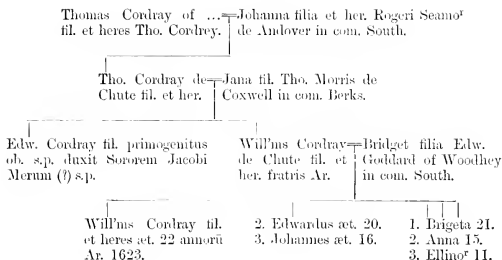 Thomas Cordray of ...═Johanna filia et her. Rogeri Seamoʳ
fil. et heres Tho. Cordrey. de Andover in com. South.
Tho. Cordray de═Jana fil. Tho. Morris de
Chute fil. et her. Coxwell in com. Berks.
Edw. Cordray fil. primogenitus
ob. s.p. duxit Sororem Jacobi
Merum (?) s.p.
Will'ms Cordray═Bridget filia Edw.
de Chute fil. et Goddard of Woodhey
her. fratris Ar. in com. South.
Will'ms Cordray fil.
et heres æt. 22 annorū
Ar. 1623.
2. Edwardus æt. 20.
3. Johannes æt. 16.
1. Brigeta 21.
2. Anna 15.
3. Ellinoʳ 11.